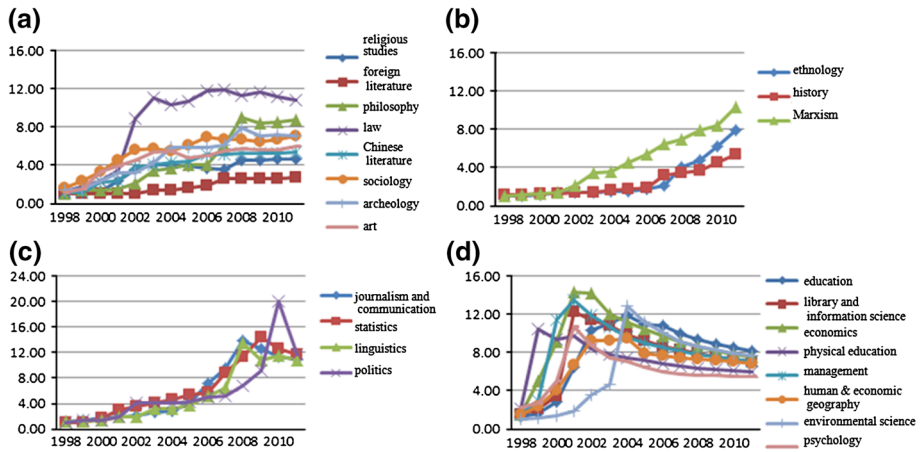 (a)
16.00
12.00
8.00
4.00
0.00
1998 2000 2002 2004 2006 2008 2010
religious
studies
foreign
literature
philosophy
law
Chinese
literature
sociology
archeology
art
(b)
16.00
12.00
8.00
4.00
0.00
1998 2000 2002 2004 2006 2008 2010
ethnology
history
Marxism
(c)
24.00
20.00
16.00
12.00
8.00
4.00
0.00
1998 2000 2002 2004 2006 2008 2010
journalism and
communication
statistics
linguistics
politics
(d)
16.00
12.00
8.00
4.00
0.00
1998 2000 2002 2004 2006 2008 2010
education
library and
information science
economics
physical education
management
human & economic
geography
environmental science
psychology